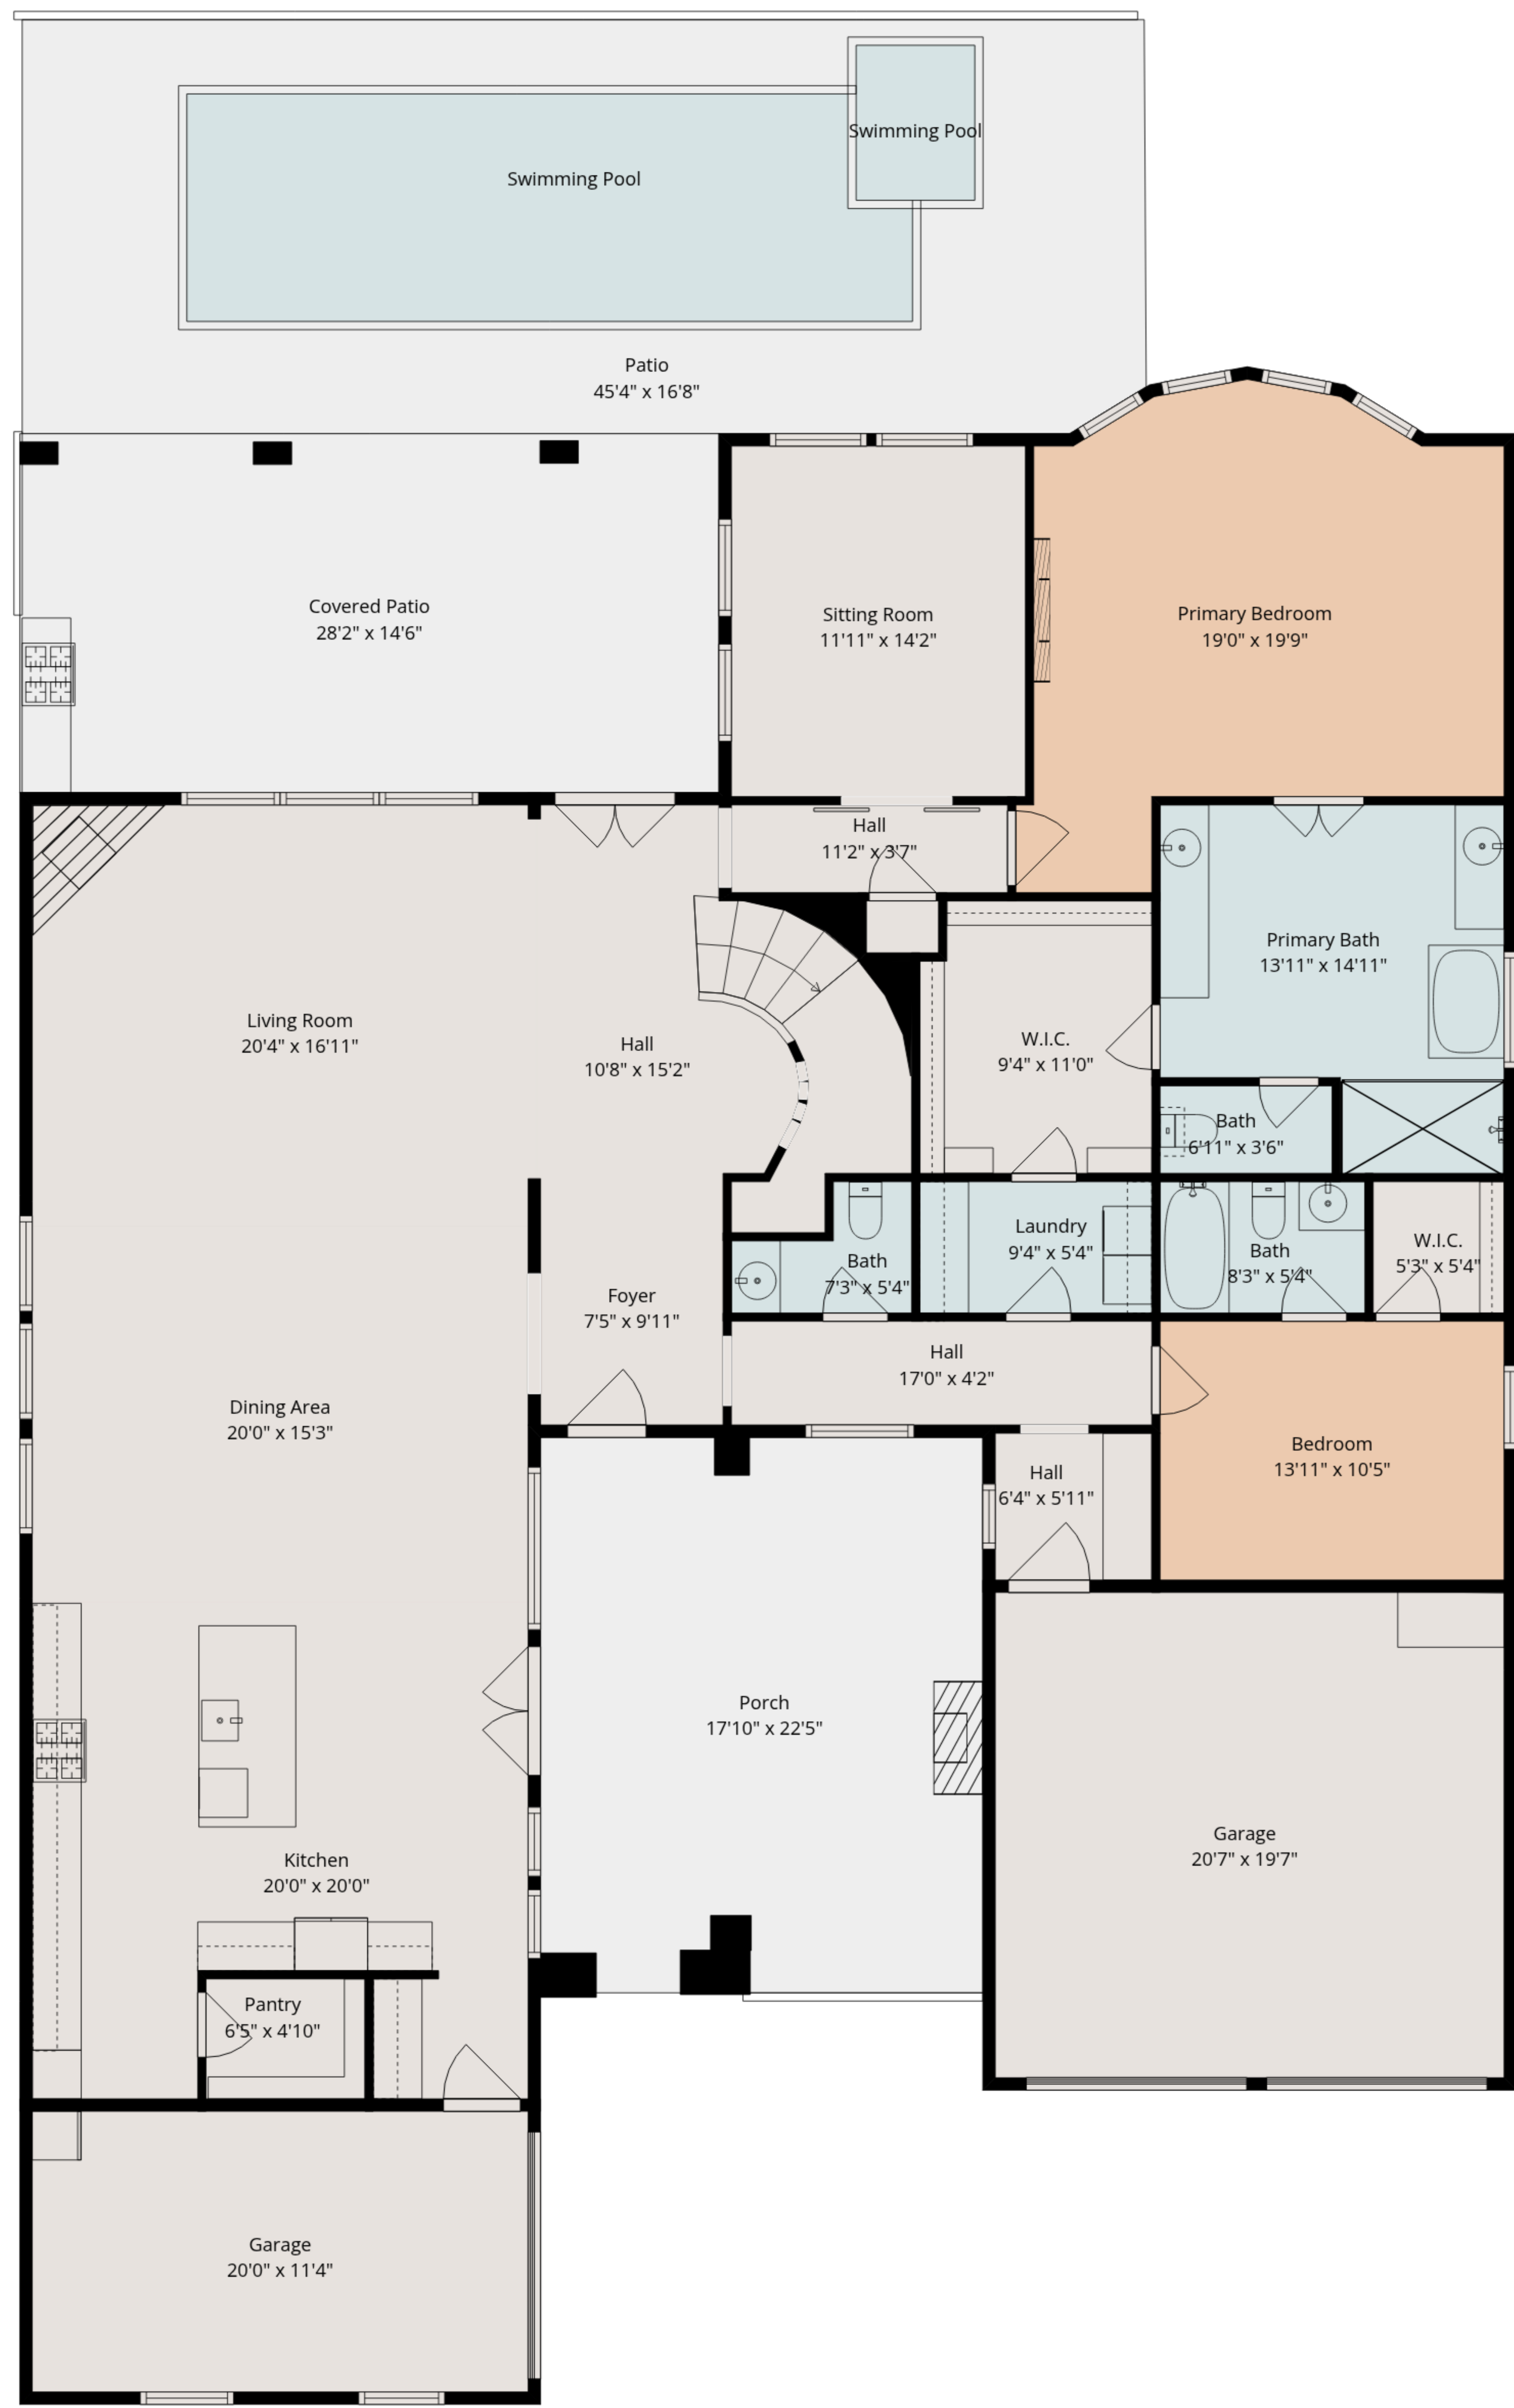 Swimming Pool
Swimming Pool
Patio
45'4" x 16'8"
Covered Patio
28'2" x 14'6"
Sitting Room
11'11" x 14'2"
Primary Bedroom
19'0" x 19'9"
Hall
11'2" x 3'7"
Primary Bath
13'11" x 14'11"
Living Room
20'4" x 16'11"
Hall
10'8" x 15'2"
W.I.C.
9'4" x 11'0"
Bath
6'11" x 3'6"
Laundry
9'4" x 5'4"
Bath
7'3" x 5'4"
Bath
8'3" x 5'4"
W.I.C.
5'3" x 5'4"
Foyer
7'5" x 9'11"
Hall
17'0" x 4'2"
Dining Area
20'0" x 15'3"
Bedroom
13'11" x 10'5"
Hall
6'4" x 5'11"
Porch
17'10" x 22'5"
Garage
20'7" x 19'7"
Kitchen
20'0" x 20'0"
Pantry
6'5" x 4'10"
Garage
20'0" x 11'4"